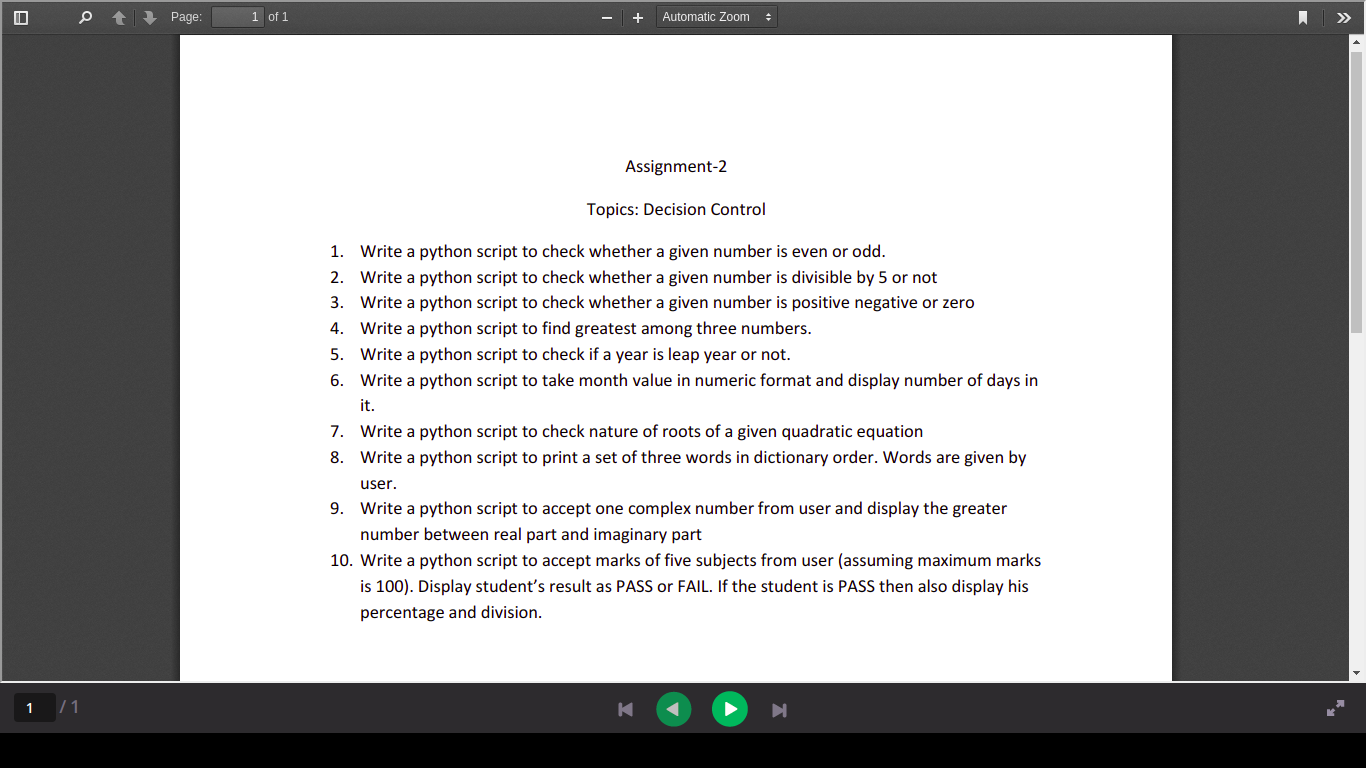 Page: 1 of 1 Automatic Zoom
Assignment-2
Topics: Decision Control
1. Write a python script to check whether a given number is even or odd.
2. Write a python script to check whether a given number is divisible by 5 or not
3. Write a python script to check whether a given number is positive negative or zero
4. Write a python script to find greatest among three numbers.
5. Write a python script to check if a year is leap year or not.
6. Write a python script to take month value in numeric format and display number of days in
it.
7. Write a python script to check nature of roots of a given quadratic equation
8. Write a python script to print a set of three words in dictionary order. Words are given by
user.
9. Write a python script to accept one complex number from user and display the greater
number between real part and imaginary part
10. Write a python script to accept marks of five subjects from user (assuming maximum marks
is 100). Display student’s result as PASS or FAIL. If the student is PASS then also display his
percentage and division.
1 / 1